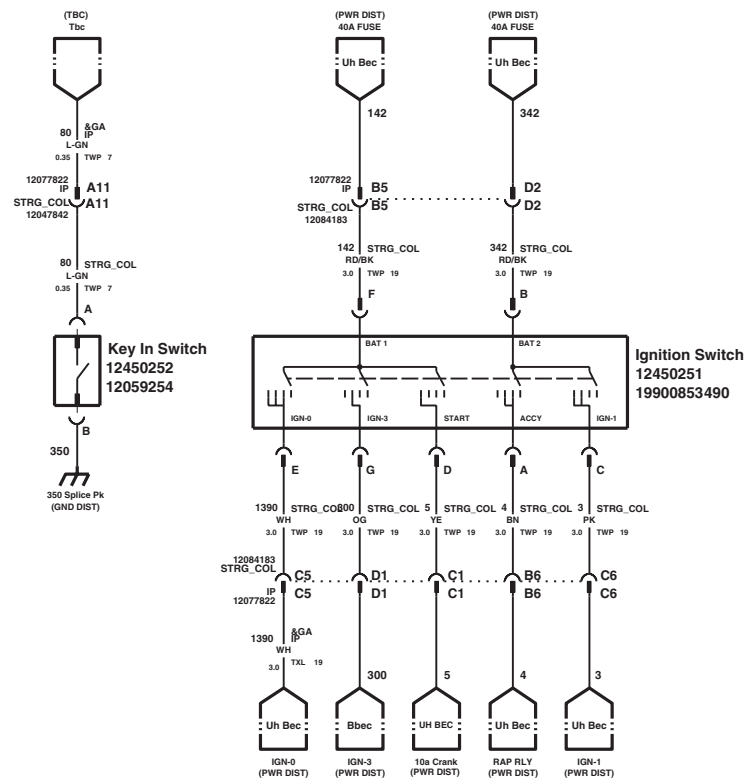 (TBC)
Tbc
(PWR DIST)
40A FUSE
(PWR DIST)
40A FUSE
Uh Bec
Uh Bec
142
342
80
&GA
IP
L-GN
0.35 TWP 7
12077822
IP
A11
STRG_COL
A11
12047842
12077822
IP
B5
D2
STRG_COL
B5
D2
12084183
80 STRG_COL
L-GN
0.35 TWP 7
142 STRG_COL
RD/BK
3.0 TWP 19
342 STRG_COL
RD/BK
3.0 TWP 19
A
F
B
Key In Switch
12450252
12059254
B
350
350 Splice Pk
(GND DIST)
BAT 1
BAT 2
Ignition Switch
12450251
19900853490
IGN-0
IGN-3
START
ACCY
IGN-1
E
G
D
A
C
1390 STRG_COL
WH
3.0 TWP 19
300 STRG_COL
OG
3.0 TWP 19
5 STRG_COL
YE
3.0 TWP 19
4 STRG_COL
BN
3.0 TWP 19
3 STRG_COL
PK
3.0 TWP 19
12084183
STRG_COL
C5 D1 C1 B6 C6
IP
C5 D1 C1 B6 C6
12077822
1390
&GA
IP
WH
3.0 TXL 19
300
5
4
3
Uh Bec
Bbec
UH BEC
Uh Bec
Uh Bec
IGN-0
(PWR DIST)
IGN-3
(PWR DIST)
10a Crank
(PWR DIST)
RAP RLY
(PWR DIST)
IGN-1
(PWR DIST)